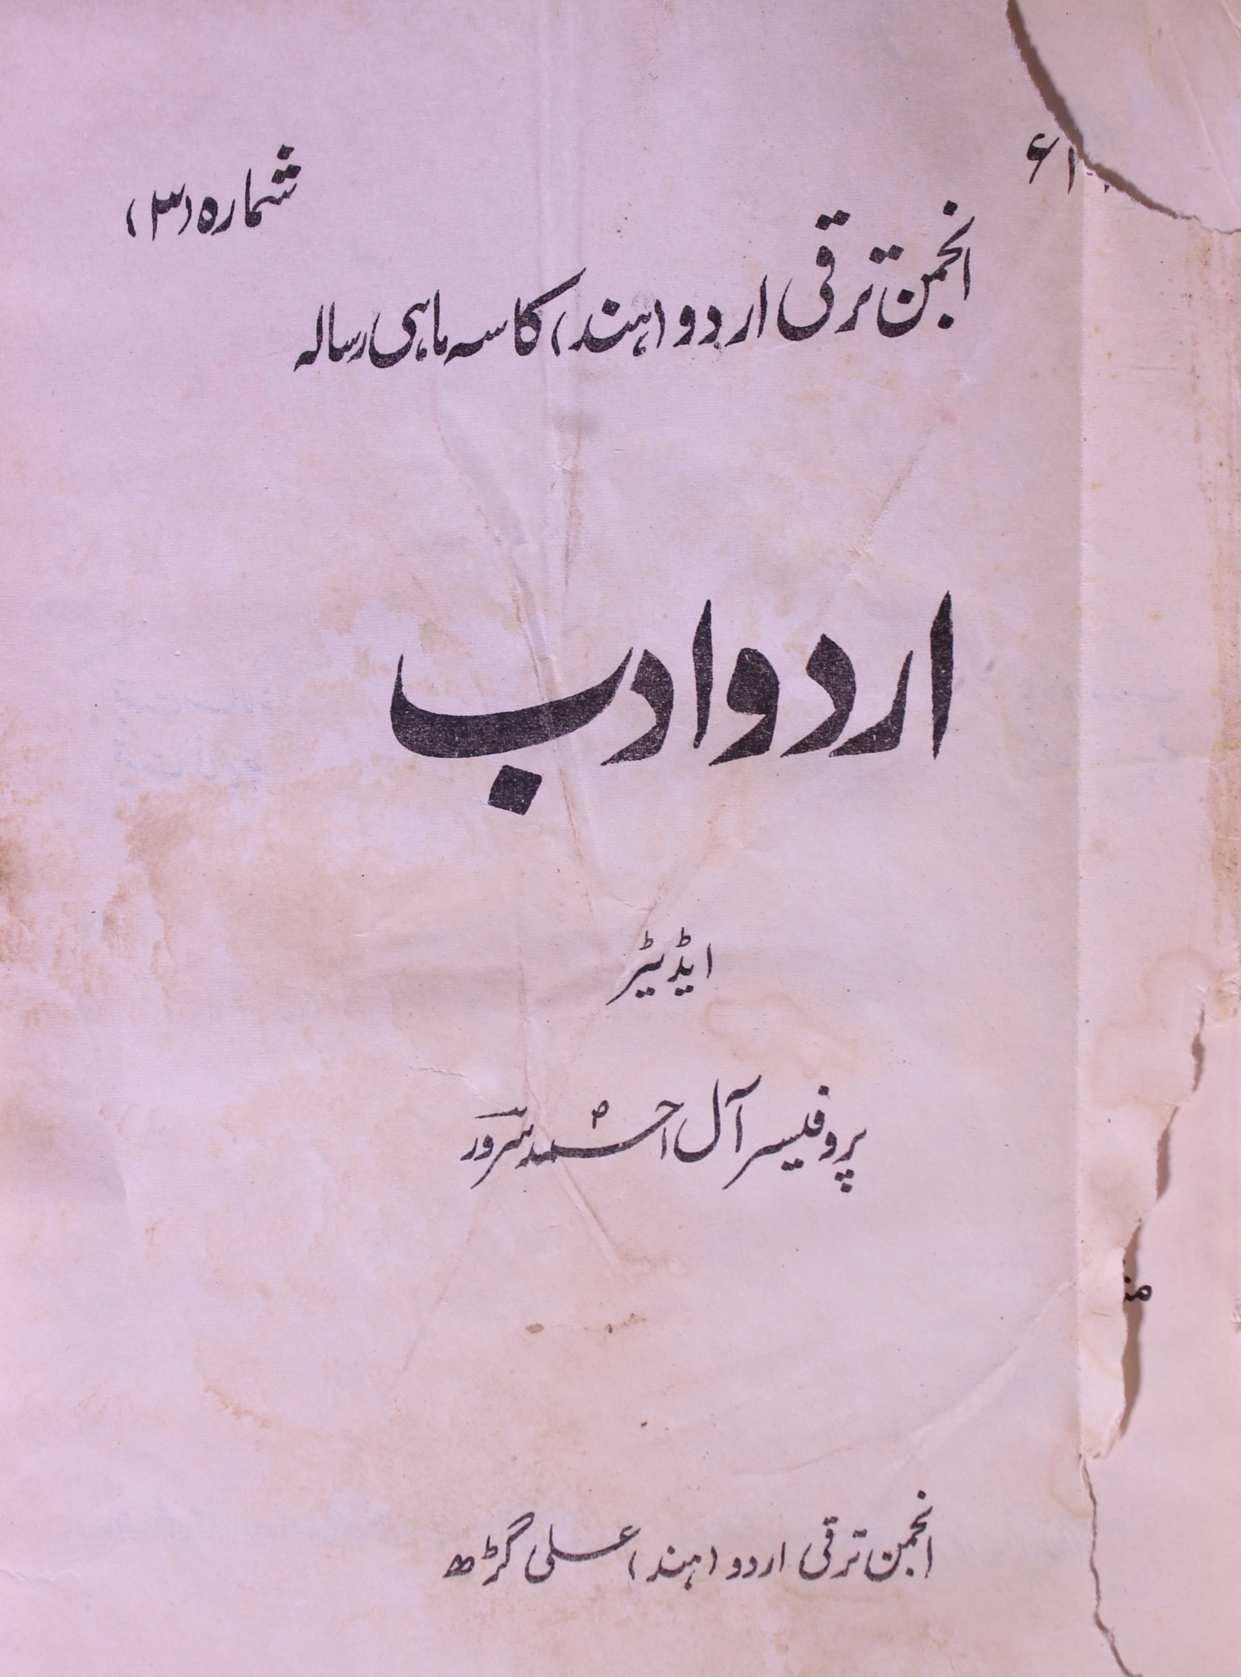 شمارہ (۳)
انجمن ترقی اردو (ہند) کا سہ ماہی رسالہ
اردو ادب
ایڈیٹر
پروفیسر آل احمد سرور
انجمن ترقی اردو (ہند) علی گڑھ